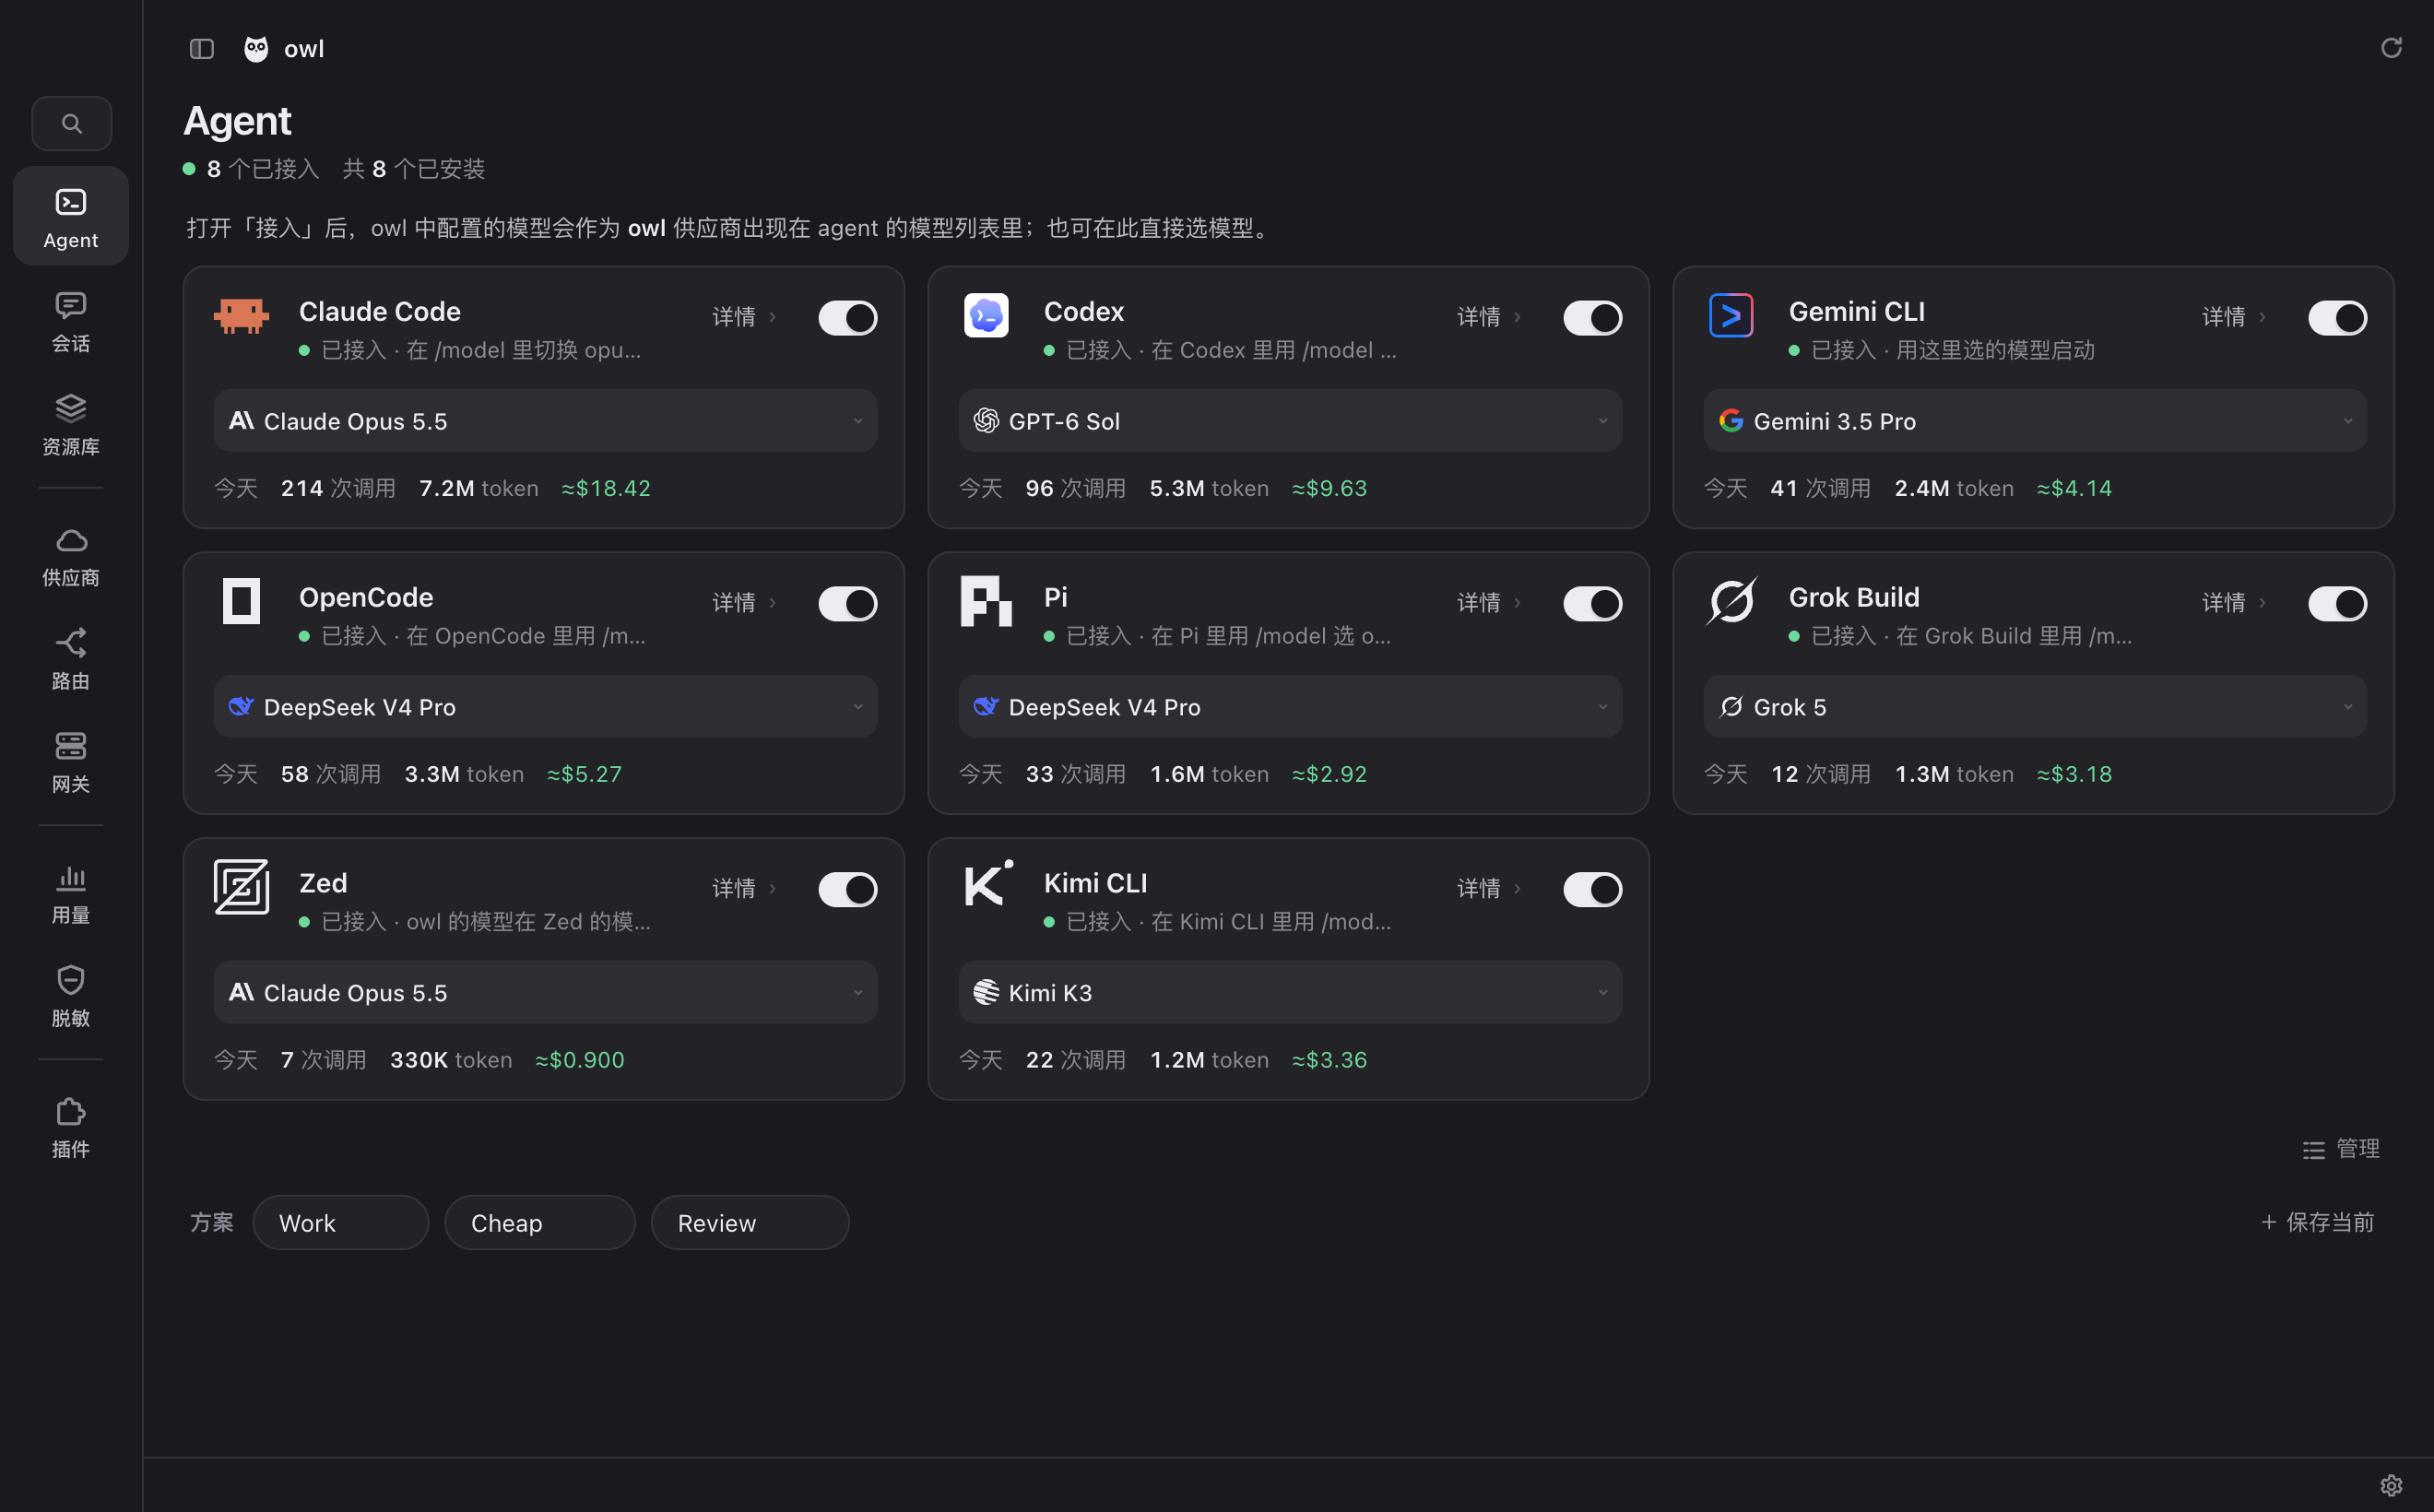 owl
Agent
会话
资源库
供应商
路由
网关
用量
脱敏
插件
Agent
8 个已接入 共 8 个已安装
打开「接入」后，owl 中配置的模型会作为 owl 供应商出现在 agent 的模型列表里；也可在此直接选模型。
Claude Code 详情
已接入 · 在 /model 里切换 opu...
Claude Opus 5.5
今天 214 次调用 7.2M token ≈$18.42
Codex 详情
已接入 · 在 Codex 里用 /model ...
GPT-6 Sol
今天 96 次调用 5.3M token ≈$9.63
Gemini CLI 详情
已接入 · 用这里选的模型启动
Gemini 3.5 Pro
今天 41 次调用 2.4M token ≈$4.14
OpenCode 详情
已接入 · 在 OpenCode 里用 /m...
DeepSeek V4 Pro
今天 58 次调用 3.3M token ≈$5.27
Pi 详情
已接入 · 在 Pi 里用 /model 选 o...
DeepSeek V4 Pro
今天 33 次调用 1.6M token ≈$2.92
Grok Build 详情
已接入 · 在 Grok Build 里用 /m...
Grok 5
今天 12 次调用 1.3M token ≈$3.18
Zed 详情
已接入 · owl 的模型在 Zed 的模...
Claude Opus 5.5
今天 7 次调用 330K token ≈$0.900
Kimi CLI 详情
已接入 · 在 Kimi CLI 里用 /mod...
Kimi K3
今天 22 次调用 1.2M token ≈$3.36
管理
方案 Work Cheap Review + 保存当前